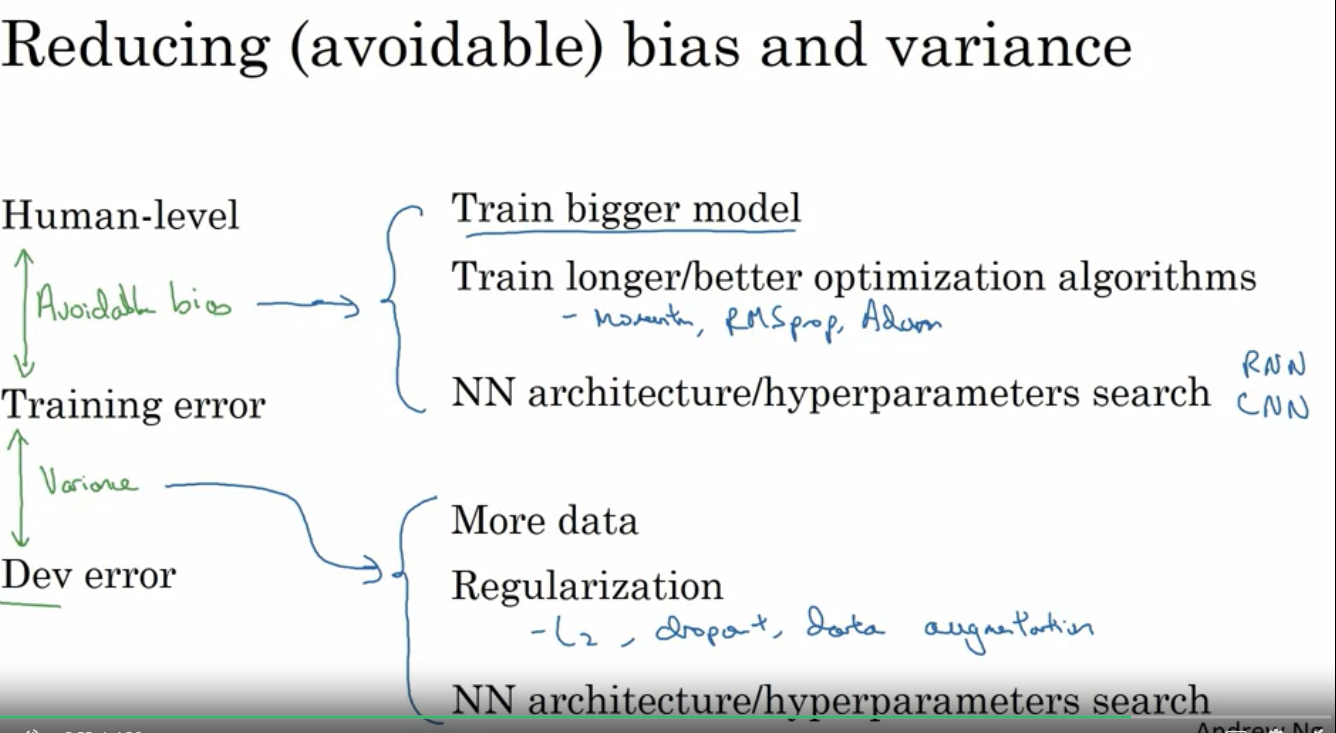 Reducing (avoidable) bias and variance
Human-level
Train bigger model
Avoidable bias
Train longer/better optimization algorithms
- Momentum, RMSprop, Adam
Training error
NN architecture/hyperparameters search
RNN
CNN
Variance
More data
Dev error
Regularization
- L2, dropout, data augmentation
NN architecture/hyperparameters search
Andrew Ng